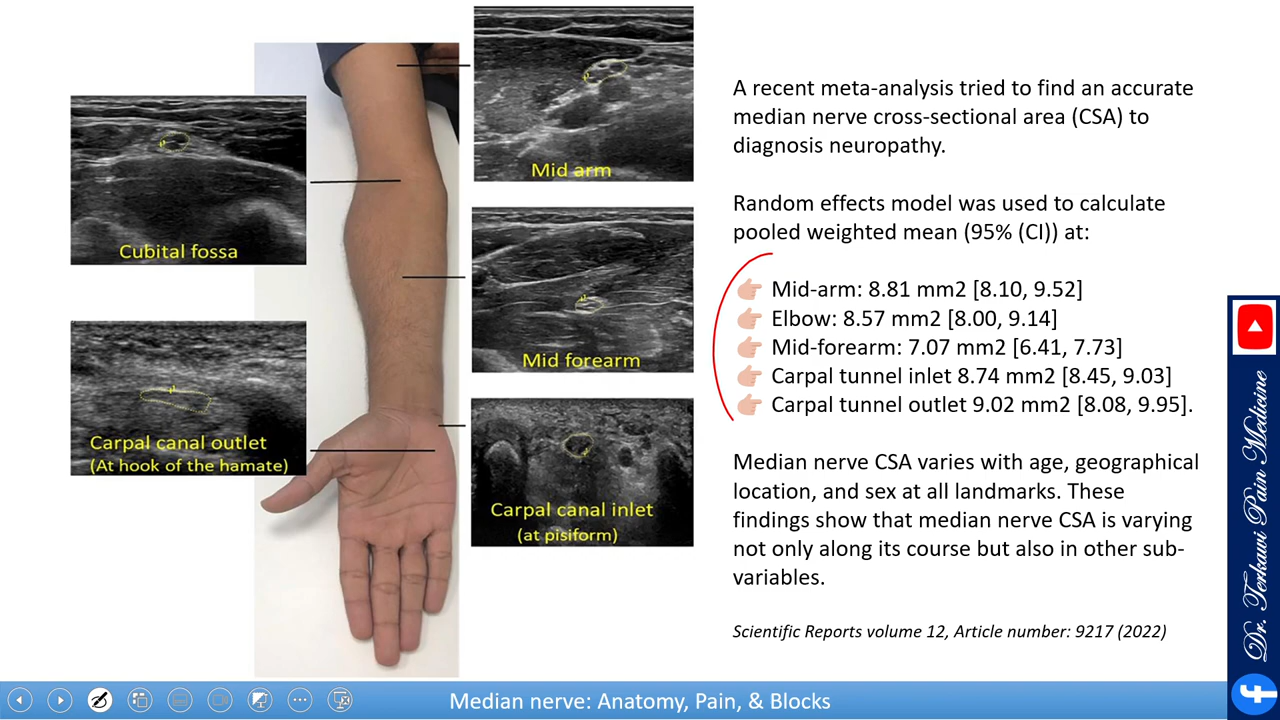 Mid arm
Cubital fossa
Mid forearm
Carpal canal outlet
(At hook of the hamate)
Carpal canal inlet
(at pisiform)
A recent meta-analysis tried to find an accurate
median nerve cross-sectional area (CSA) to
diagnosis neuropathy.
Random effects model was used to calculate
pooled weighted mean (95% (CI)) at:
Mid-arm: 8.81 mm2 [8.10, 9.52]
Elbow: 8.57 mm2 [8.00, 9.14]
Mid-forearm: 7.07 mm2 [6.41, 7.73]
Carpal tunnel inlet 8.74 mm2 [8.45, 9.03]
Carpal tunnel outlet 9.02 mm2 [8.08, 9.95].
Median nerve CSA varies with age, geographical
location, and sex at all landmarks. These
findings show that median nerve CSA is varying
not only along its course but also in other sub-
variables.
Scientific Reports volume 12, Article number: 9217 (2022)
Dr. Terkawi Pain Medicine
Median nerve: Anatomy, Pain, & Blocks